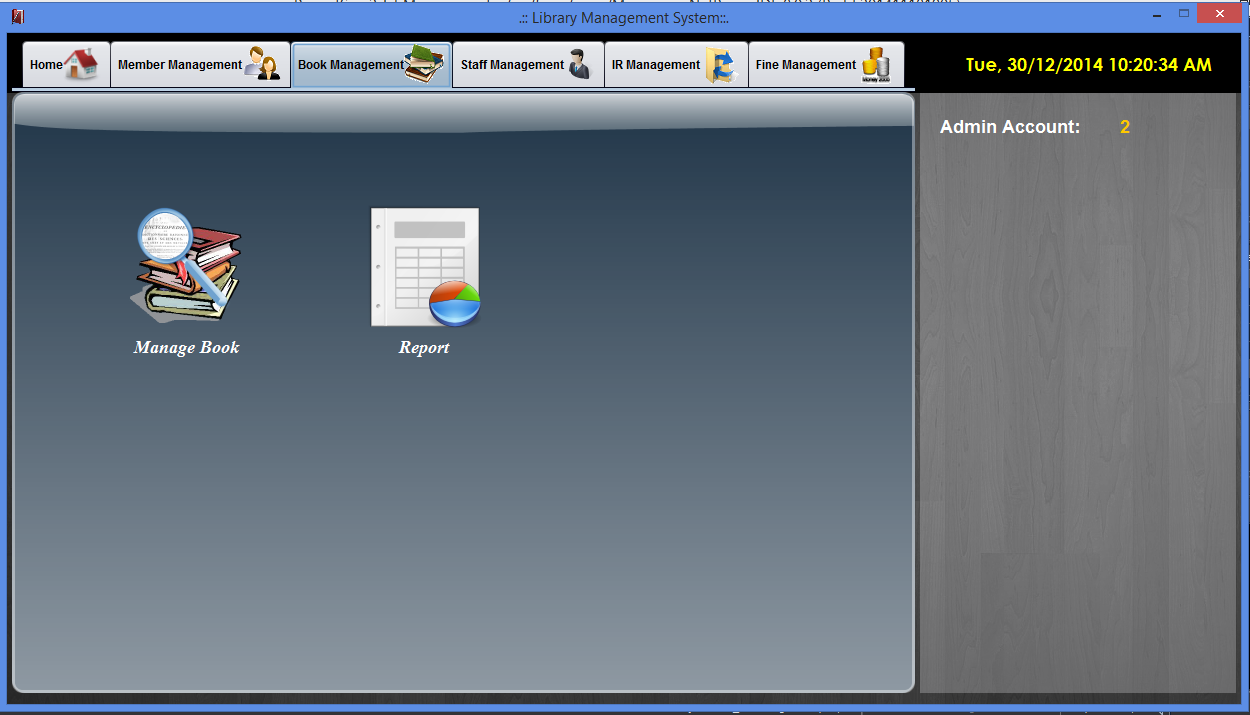 .:: Library Management System::.
Home
Member Management
Book Management
Staff Management
IR Management
Fine Management
Tue, 30/12/2014 10:20:34 AM
Admin Account: 2
ENCYCLOPEDIE
Manage Book
Report